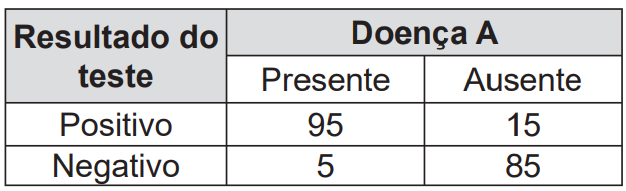 Resultado do teste
Doença A
Presente Ausente
Positivo 95 15
Negativo 5 85